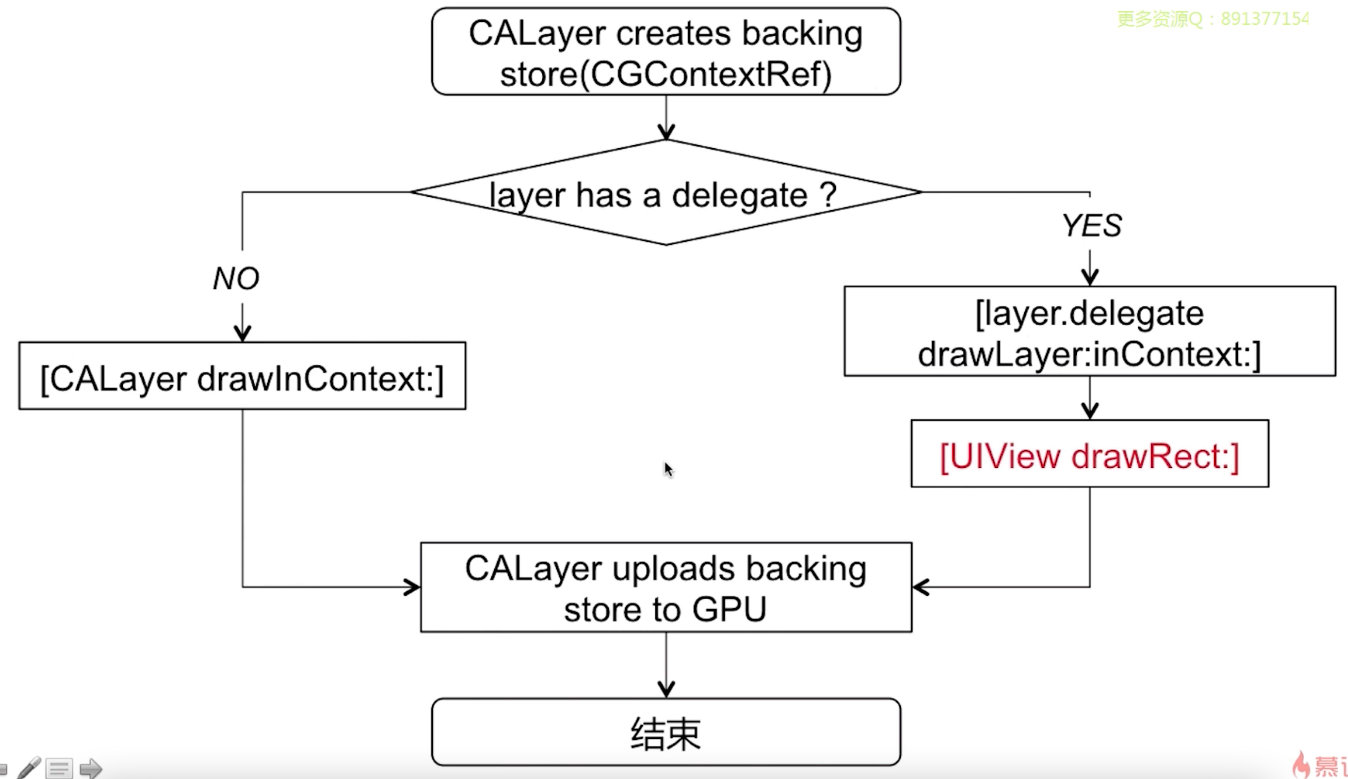 更多资源Q：891377154
CALayer creates backing
store(CGContextRef)
layer has a delegate ?
YES
NO
[layer.delegate
drawLayer:inContext:]
[CALayer drawInContext:]
[UIView drawRect:]
CALayer uploads backing
store to GPU
结束
慕